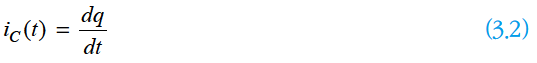 i_C(t) = dq/dt (3.2)